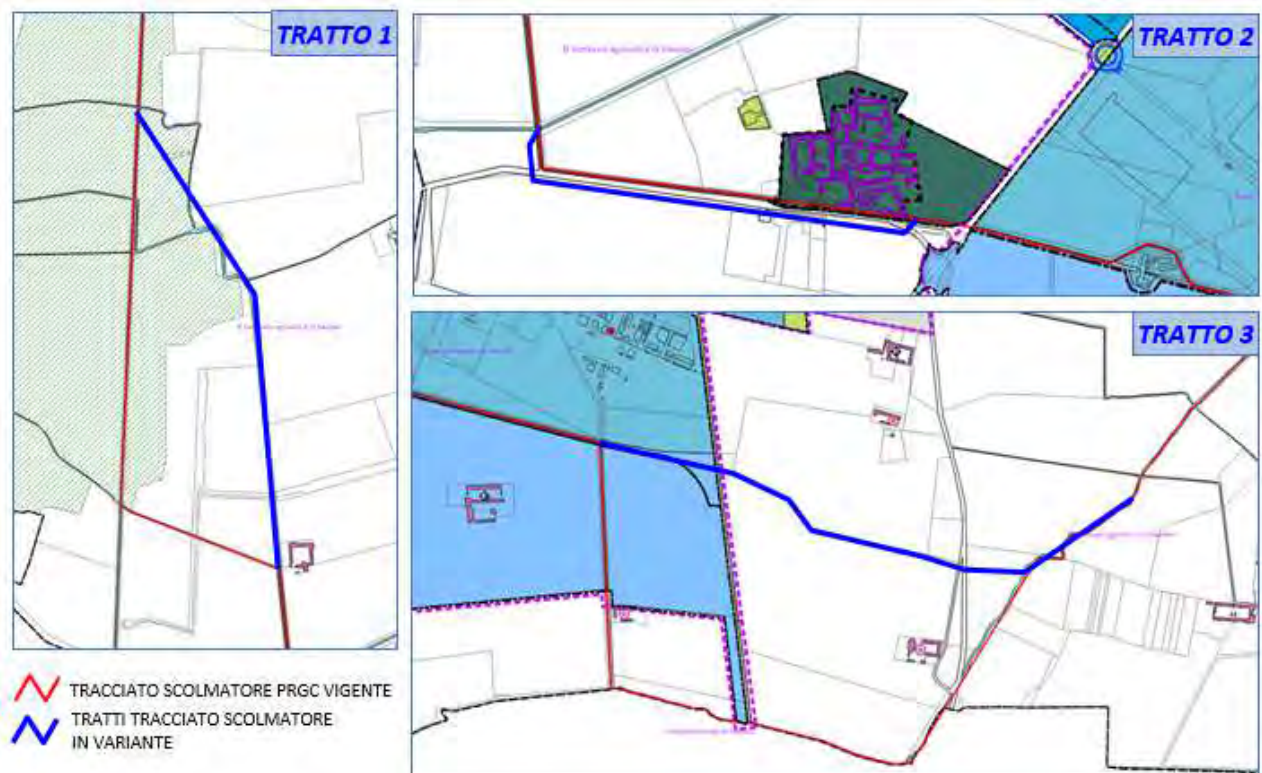 TRATTO 1
TRATTO 2
TRATTO 3
TRACCIATO SCOLMATORE PRGC VIGENTE
TRATTI TRACCIATO SCOLMATORE
IN VARIANTE